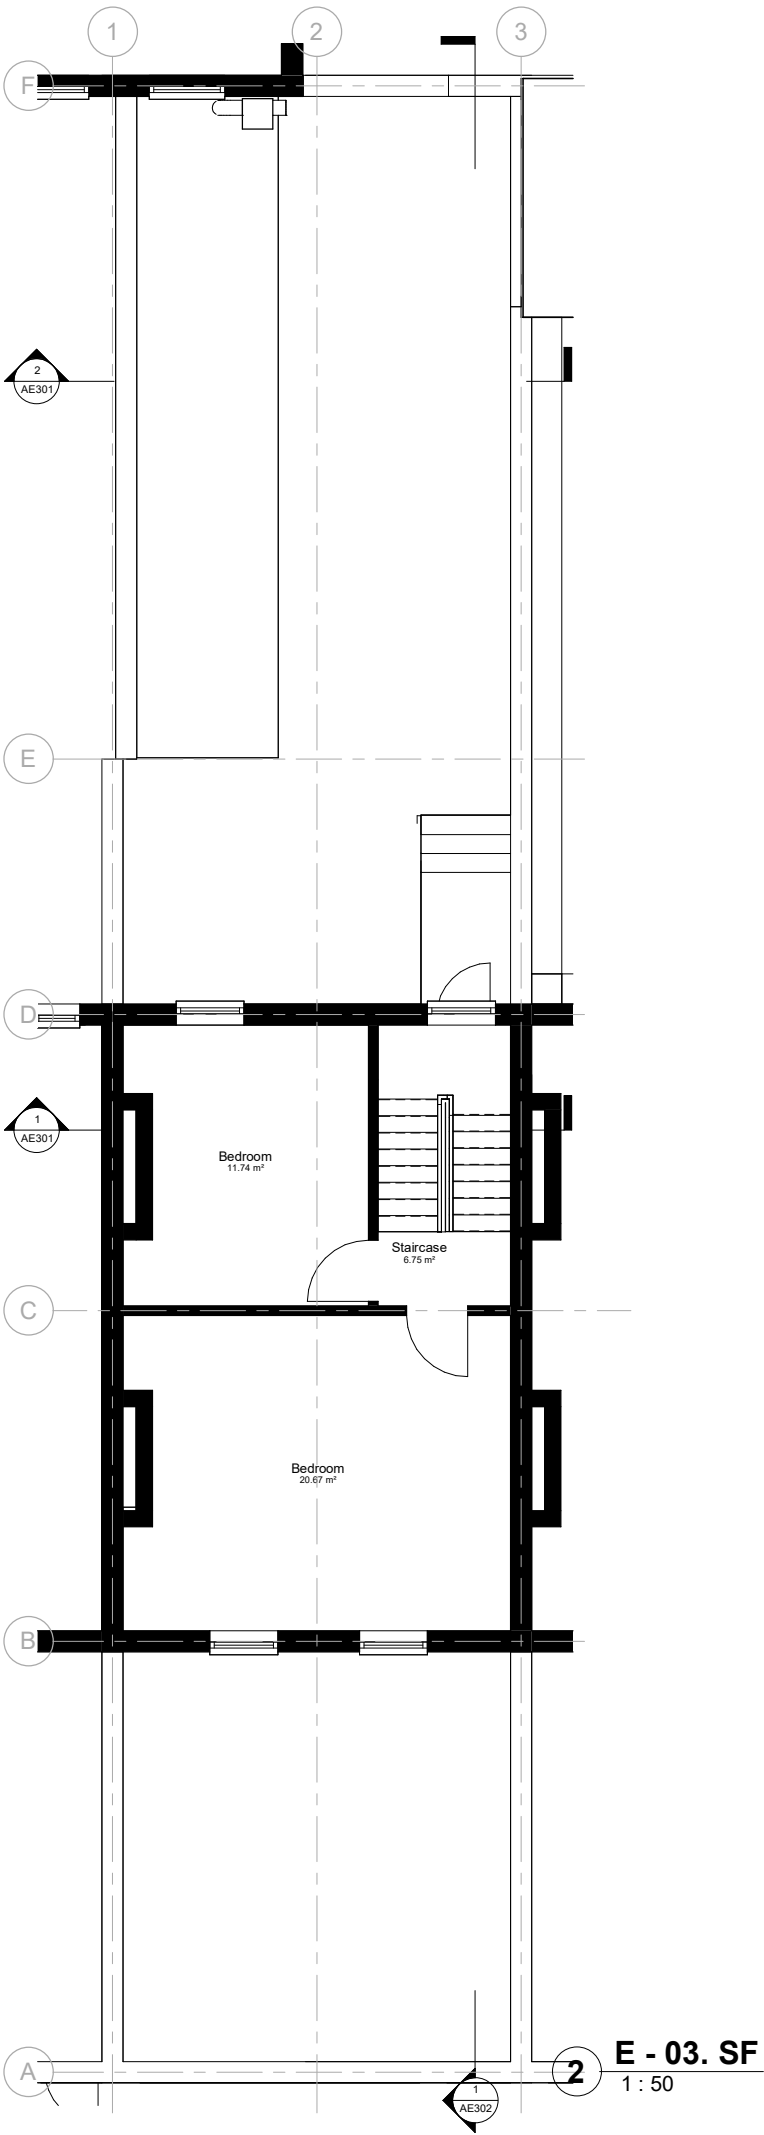 1
2
3
F
2
AE301
E
D
1
AE301
Bedroom
11.74 m²
Staircase
6.75 m²
C
Bedroom
20.67 m²
B
A
1
AE302
2
E - 03. SF
1 : 50